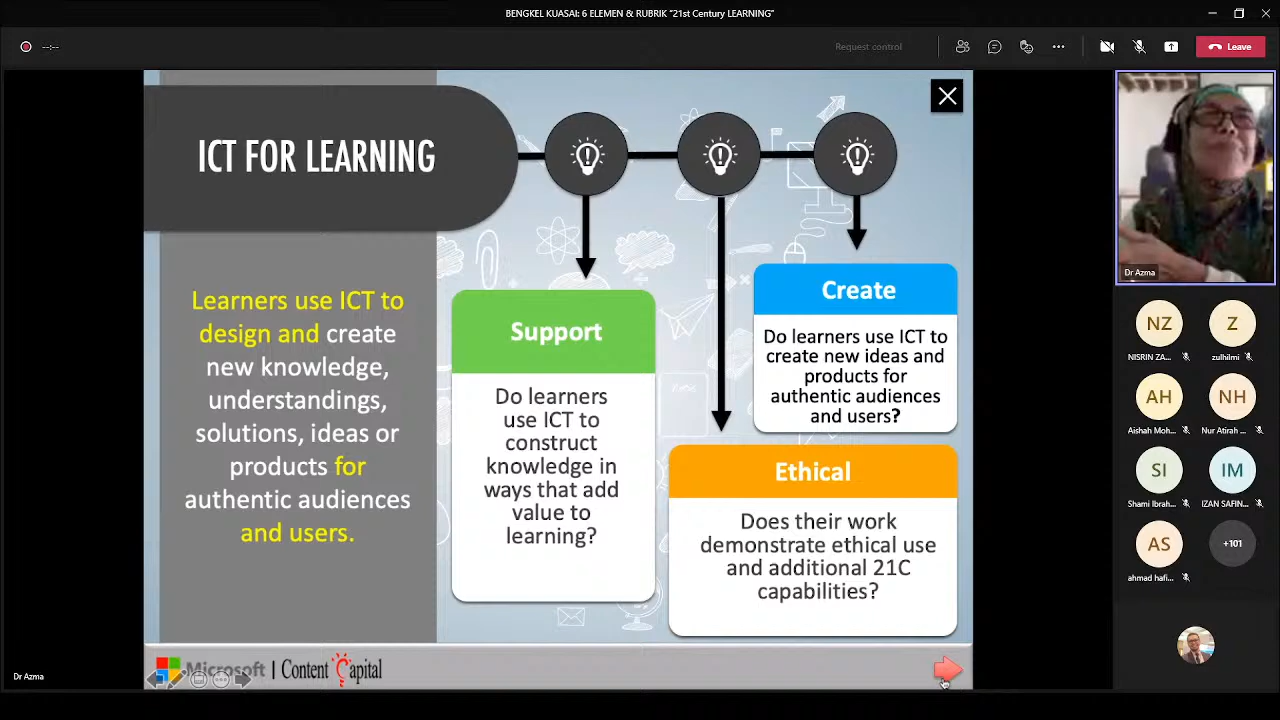 BENGKEL KUASAI: 6 ELEMEN & RUBRIK "21st Century LEARNING"
--:--
Request control
Leave
ICT FOR LEARNING
Learners use ICT to
design and create
new knowledge,
understandings,
solutions, ideas or
products for
authentic audiences
and users.
Support
Do learners
use ICT to
construct
knowledge in
ways that add
value to
learning?
Create
Do learners use ICT to
create new ideas and
products for
authentic audiences
and users?
Ethical
Does their work
demonstrate ethical use
and additional 21C
capabilities?
Microsoft | Content Capital
Dr Azma
Dr Azma
NZ
NISRIN ZA...
Z
zulhilmi
AH
Aishah Moh...
NH
Nur Atirah ...
SI
Shami Ibrah...
IM
IZAN SAFIN...
AS
ahmad hafi...
+101